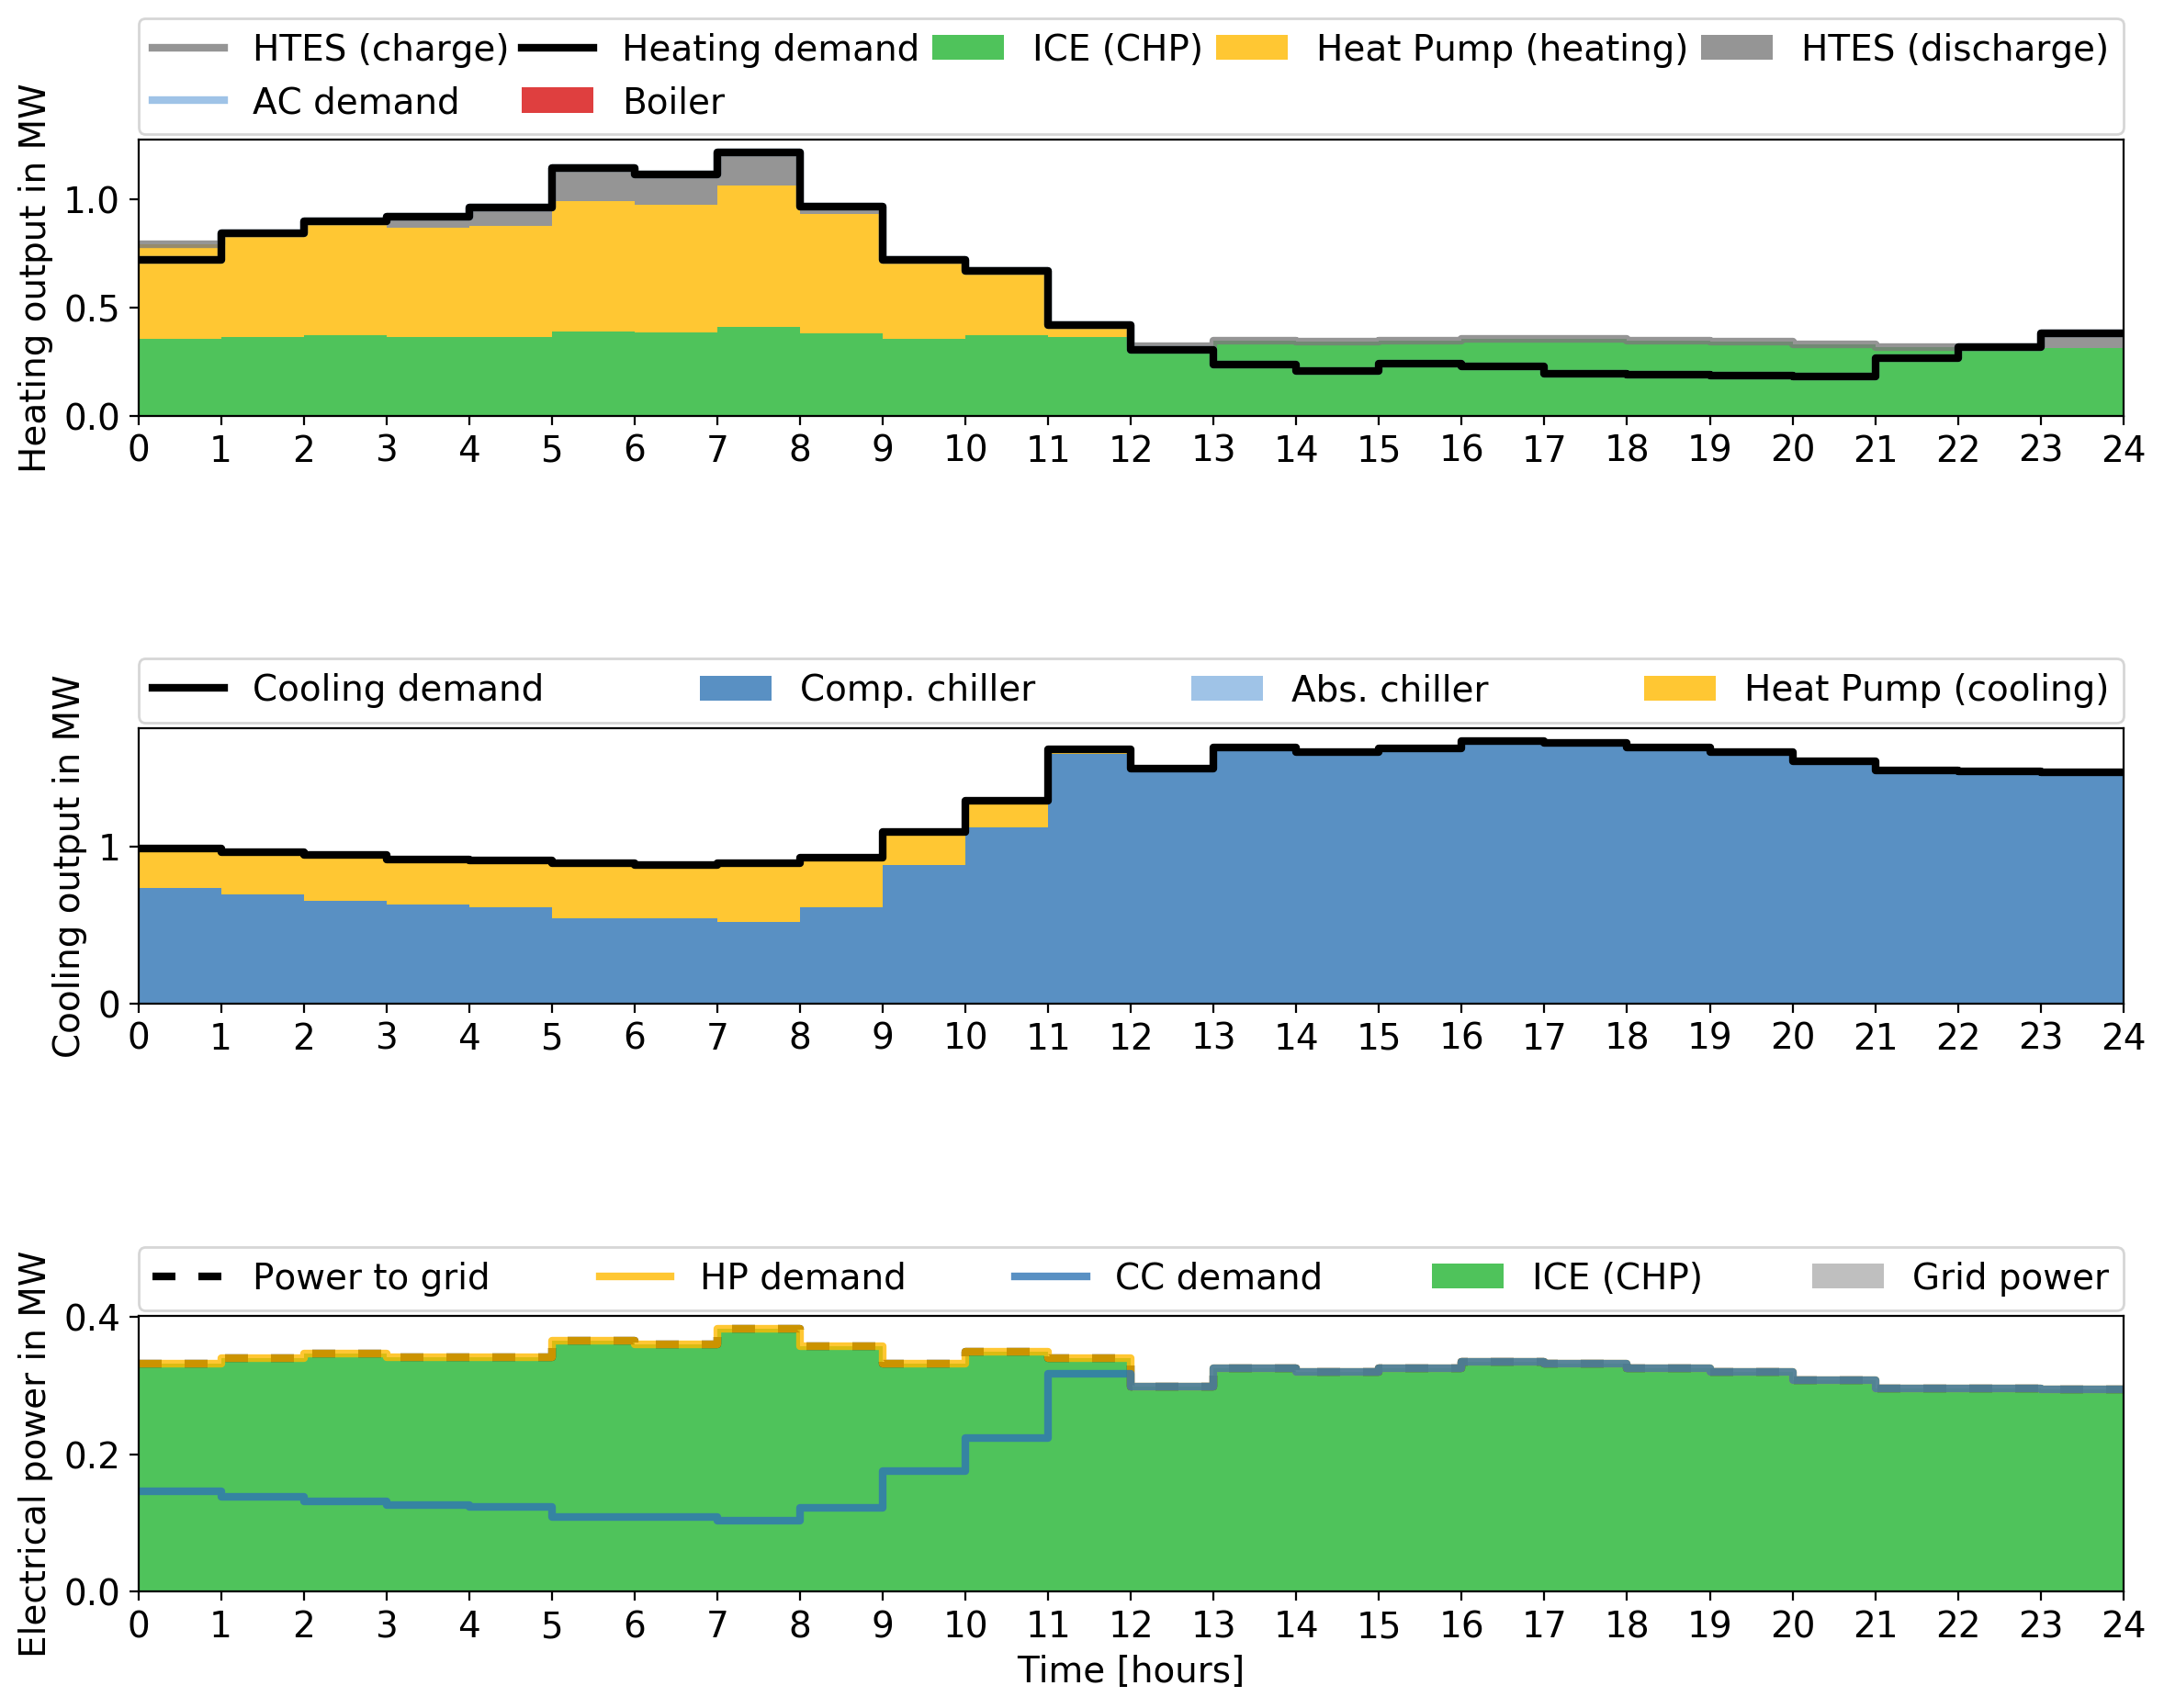 HTES (charge) Heating demand ICE (CHP) Heat Pump (heating) HTES (discharge)
AC demand Boiler
Heating output in MW
1.0
0.5
0.0
0 1 2 3 4 5 6 7 8 9 10 11 12 13 14 15 16 17 18 19 20 21 22 23 24
Cooling demand Comp. chiller Abs. chiller Heat Pump (cooling)
Cooling output in MW
1
0
0 1 2 3 4 5 6 7 8 9 10 11 12 13 14 15 16 17 18 19 20 21 22 23 24
Power to grid HP demand CC demand ICE (CHP) Grid power
Electrical power in MW
0.4
0.2
0.0
0 1 2 3 4 5 6 7 8 9 10 11 12 13 14 15 16 17 18 19 20 21 22 23 24
Time [hours]